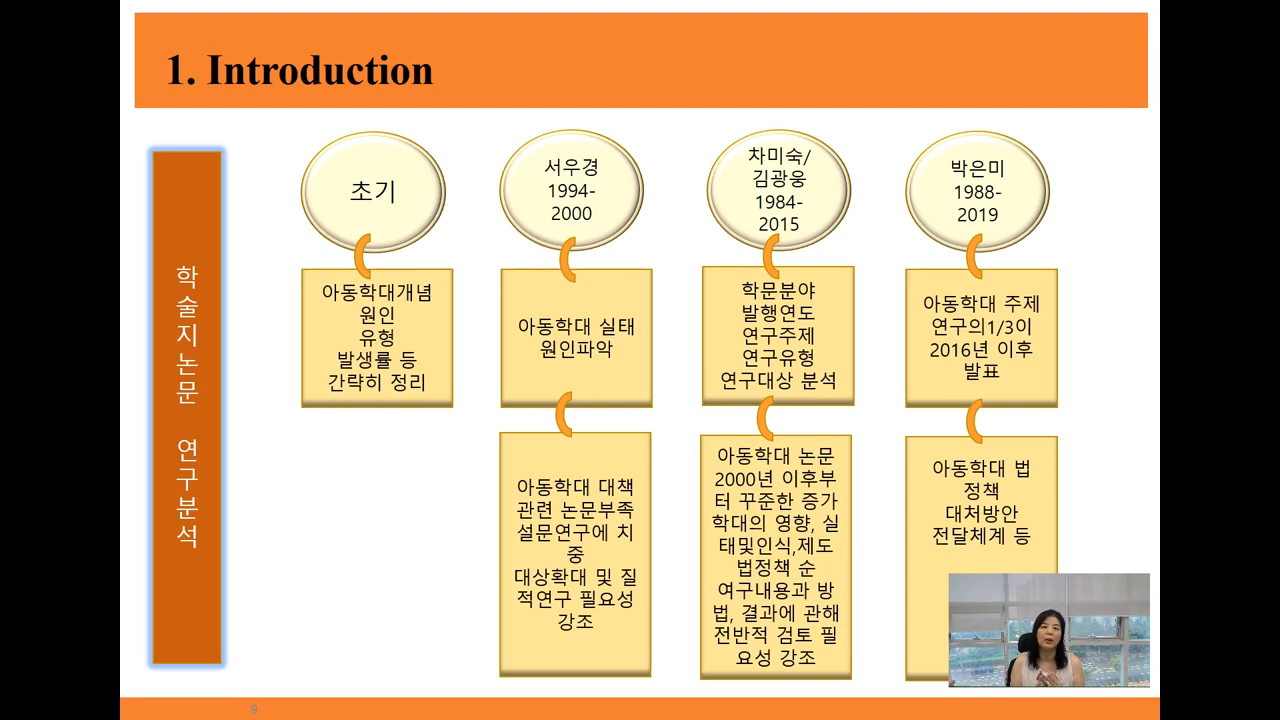 1. Introduction
학
술
지
논
문
연
구
분
석
초기
아동학대개념
원인
유형
발생률 등
간략히 정리
서우경
1994-
2000
아동학대 실태
원인파악
아동학대 대책
관련 논문부족
설문연구에 치
중
대상확대 및 질
적연구 필요성
강조
차미숙/
김광웅
1984-
2015
학문분야
발행연도
연구주제
연구유형
연구대상 분석
아동학대 논문
2000년 이후부
터 꾸준한 증가
학대의 영향, 실
태및인식,제도
법정책 순
여구내용과 방
법, 결과에 관해
전반적 검토 필
요성 강조
박은미
1988-
2019
아동학대 주제
연구의1/3이
2016년 이후
발표
아동학대 법
정책
대처방안
전달체계 등
9